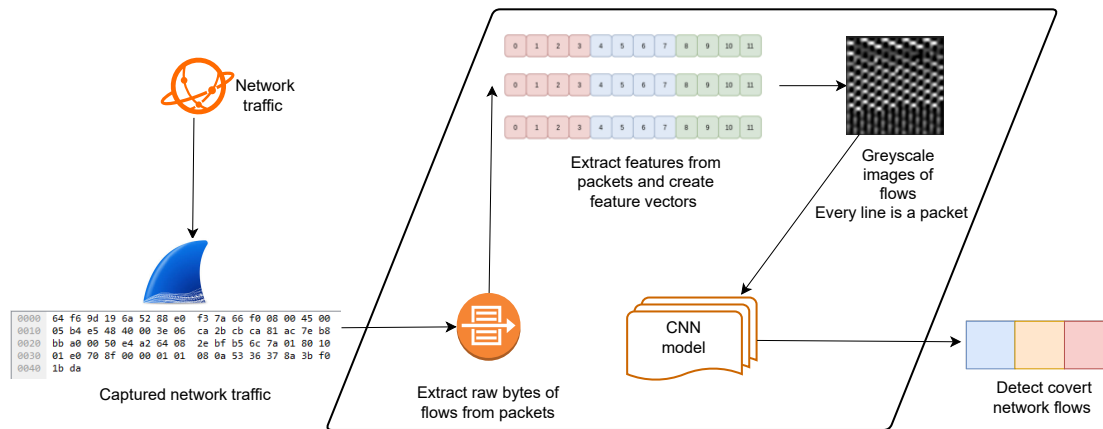 Network
traffic
0000 64 f6 9d 19 6a 52 88 e0 f3 7a 66 f0 08 00 45 00
0010 05 b4 e5 48 40 00 3e 06 ca 2b cb ca 81 ac 7e b8
0020 bb a0 00 50 e4 a2 64 08 2e bf b5 6c 7a 01 80 10
0030 01 e0 70 8f 00 00 01 01 08 0a 53 36 37 8a 3b f0
0040 1b da
Captured network traffic
Extract raw bytes of
flows from packets
0 1 2 3 4 5 6 7 8 9 10 11
0 1 2 3 4 5 6 7 8 9 10 11
0 1 2 3 4 5 6 7 8 9 10 11
Extract features from
packets and create
feature vectors
Greyscale
images of
flows
Every line is a packet
CNN
model
Detect covert
network flows